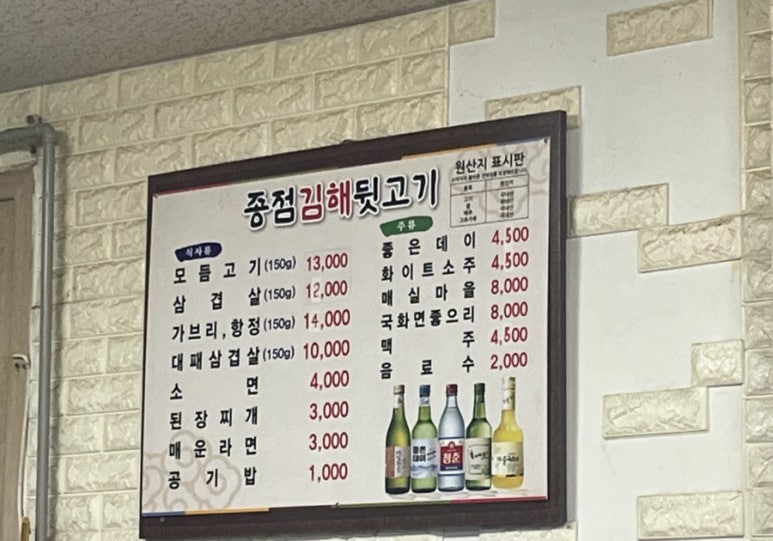 종점김해뒷고기
원산지 표시판
식사류
모듬고기(150g) 13,000
삼겹살(150g) 12,000
가브리,항정(150g) 14,000
대패삼겹살(150g) 10,000
소면 4,000
된장찌개 3,000
매운라면 3,000
공기밥 1,000
주류
좋은데이 4,500
화이트소주 4,500
매실마을 8,000
국화면좋으리 8,000
맥주 4,500
음료수 2,000
좋은
데이
청춘